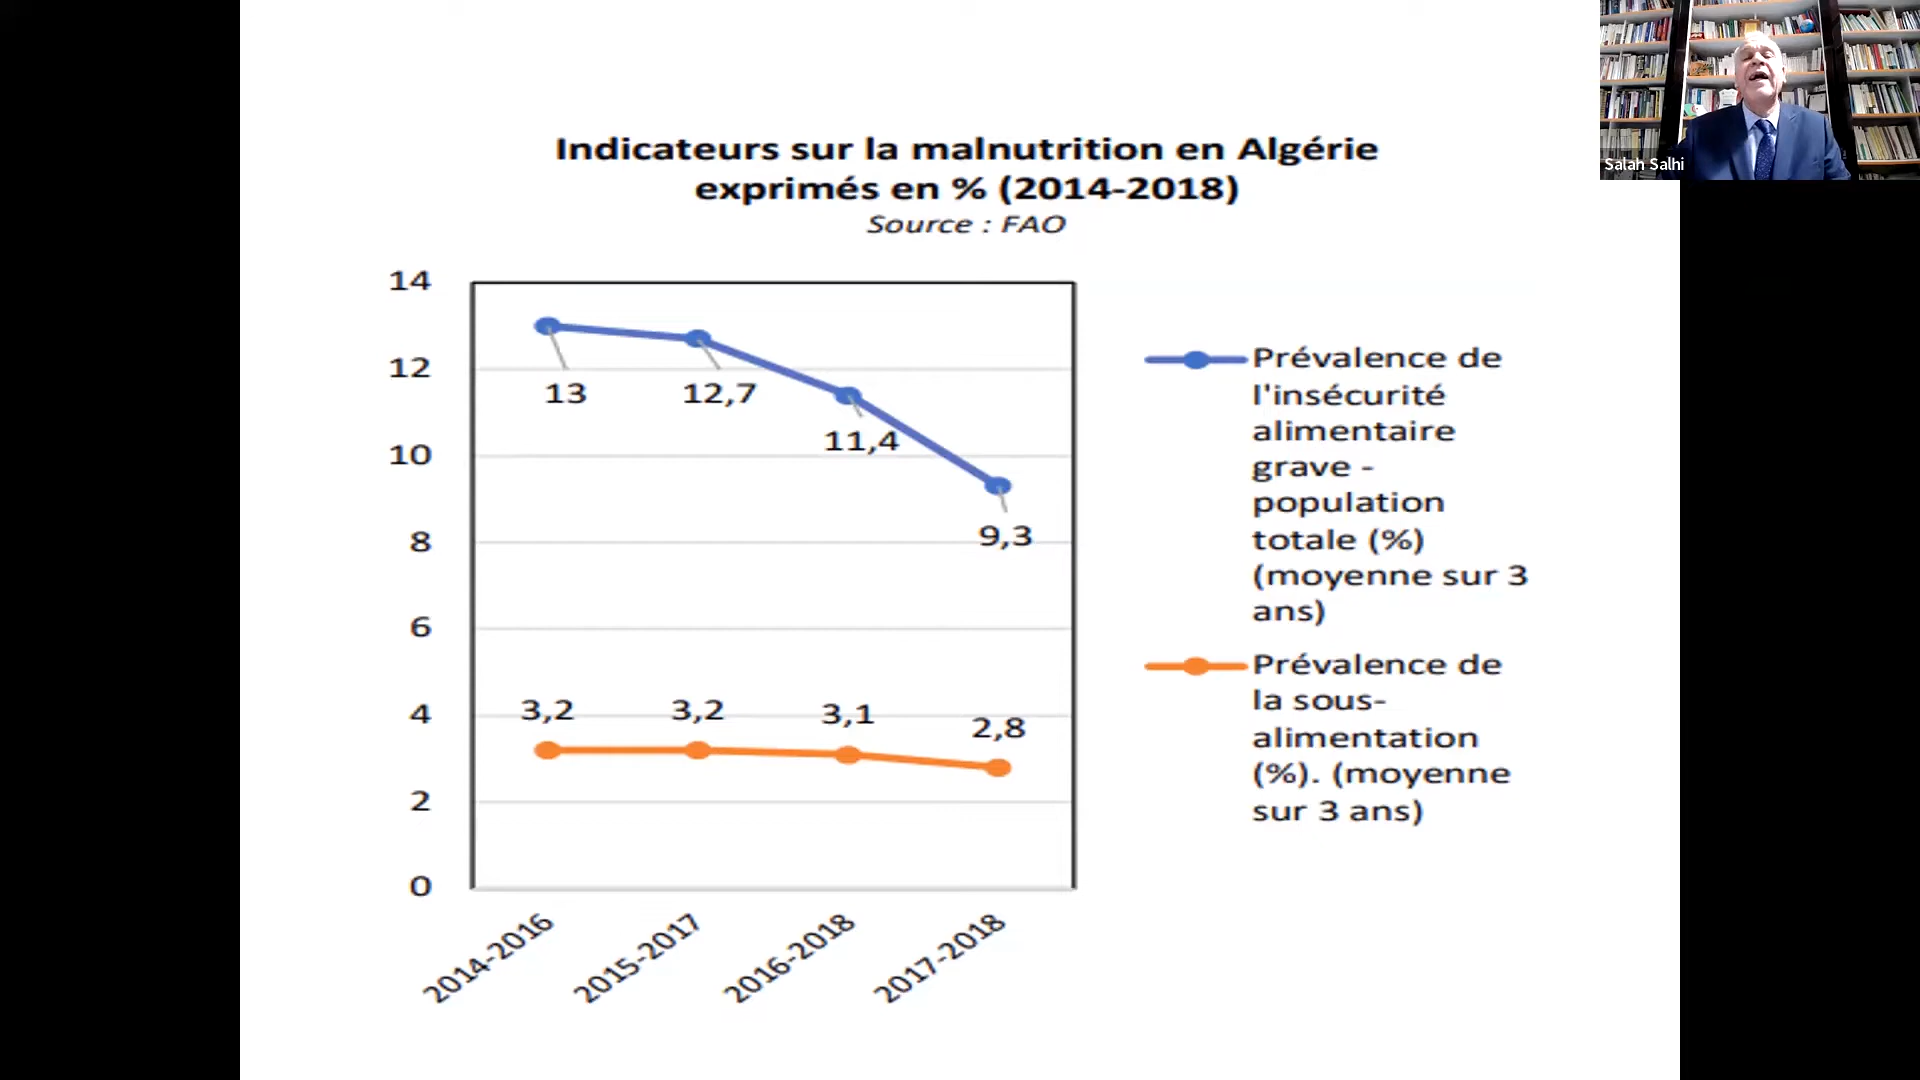 Salah Salhi
Indicateurs sur la malnutrition en Algérie
exprimés en % (2014-2018)
Source : FAO
14
12
10
8
6
4
2
0
13
12,7
11,4
9,3
3,2
3,2
3,1
2,8
2014-2016
2015-2017
2016-2018
2017-2018
Prévalence de
l'insécurité
alimentaire
grave -
population
totale (%)
(moyenne sur 3
ans)
Prévalence de
la sous-
alimentation
(%). (moyenne
sur 3 ans)